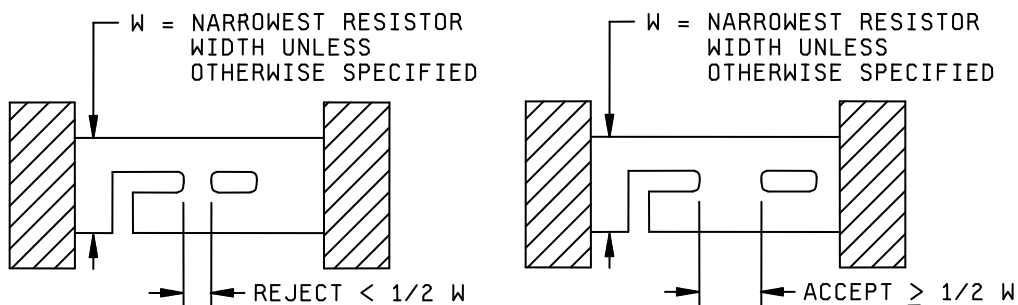 W = NARROWEST RESISTOR
WIDTH UNLESS
OTHERWISE SPECIFIED
REJECT < 1/2 W
W = NARROWEST RESISTOR
WIDTH UNLESS
OTHERWISE SPECIFIED
ACCEPT ≥ 1/2 W